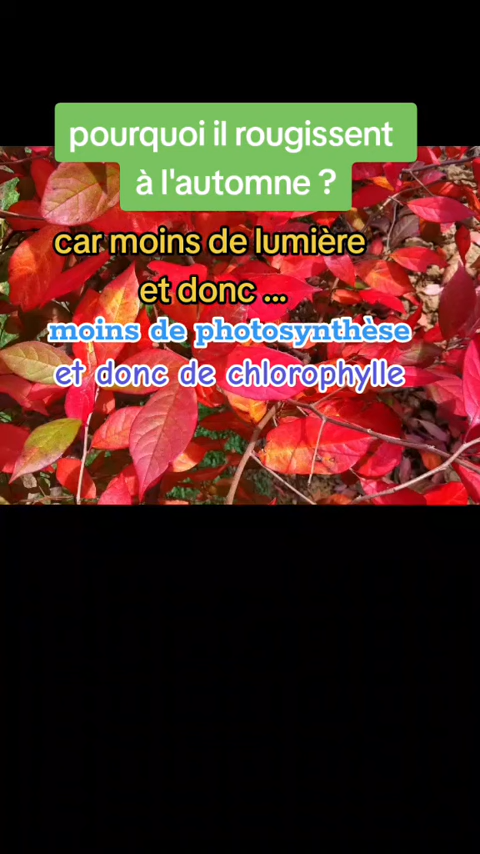 pourquoi il rougissent
à l'automne ?
car moins de lumière
et donc ...
moins de photosynthèse
et donc de chlorophylle